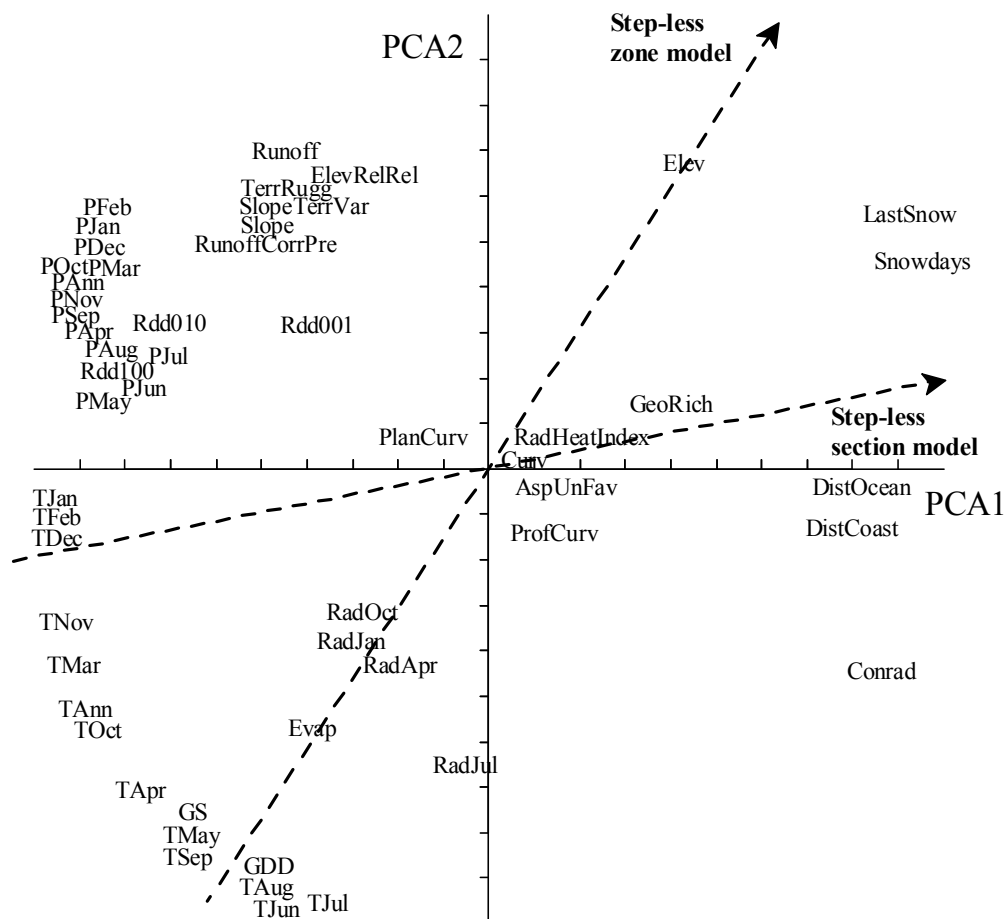 Step-less
zone model
PCA2
Runoff
ElevRelRel
Elev
TerrRugg
PFeb
SlopeTerrVar
LastSnow
PJan
Slope
PDec
RunoffCorrPre
POct
PMar
Snowdays
PAnn
PNov
PSep
Rdd010
Rdd001
PApr
PAug
PJul
Rdd100
PJun
PMay
GeoRich
Step-less
section model
PlanCurv
RadHeatIndex
Curv
TJan
AspUnFav
DistOcean
PCA1
TFeb
TDec
ProfCurv
DistCoast
RadOct
TNov
RadJan
TMar
RadApr
Conrad
TAnn
TOct
Evap
RadJul
TApr
GS
TMay
TSep
GDD
TAug
TJun
TJul